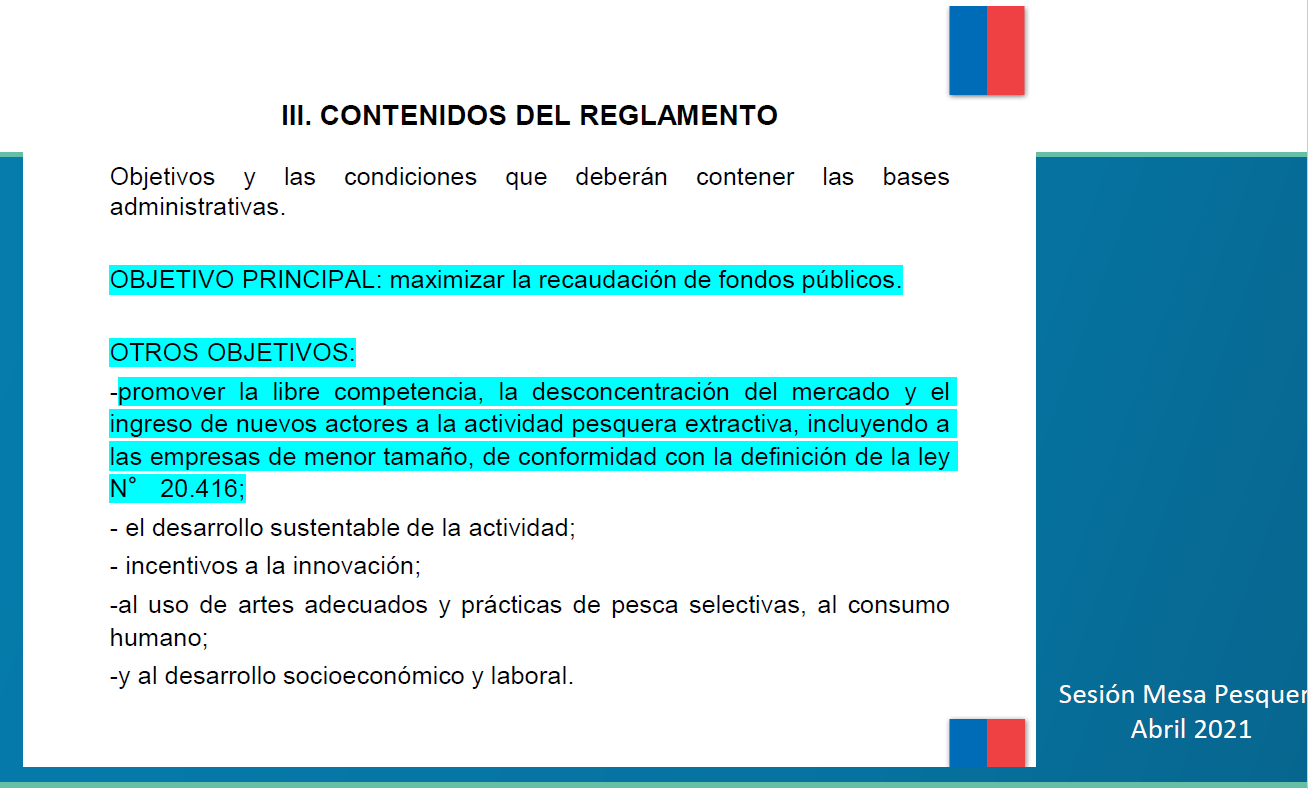 III. CONTENIDOS DEL REGLAMENTO
Objetivos y las condiciones que deberán contener las bases
administrativas.
OBJETIVO PRINCIPAL: maximizar la recaudación de fondos públicos.
OTROS OBJETIVOS:
-promover la libre competencia, la desconcentración del mercado y el
ingreso de nuevos actores a la actividad pesquera extractiva, incluyendo a
las empresas de menor tamaño, de conformidad con la definición de la ley
N° 20.416;
- el desarrollo sustentable de la actividad;
- incentivos a la innovación;
-al uso de artes adecuados y prácticas de pesca selectivas, al consumo
humano;
-y al desarrollo socioeconómico y laboral.
Sesión Mesa Pesquer
Abril 2021